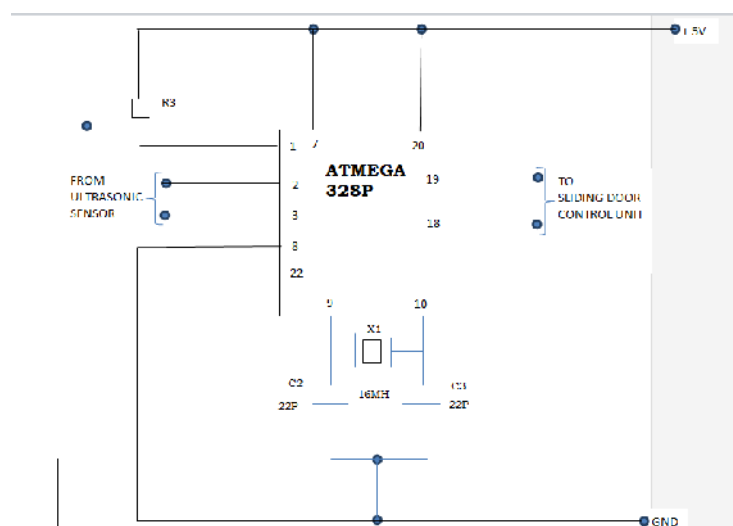 +5V
R3
1 7 20
ATMEGA
328P
2 19
3
18
8
22
FROM
ULTRASONIC
SENSOR
TO
SLIDING DOOR
CONTROL UNIT
9 10
X1
C2 C3
22P 16MH 22P
GND